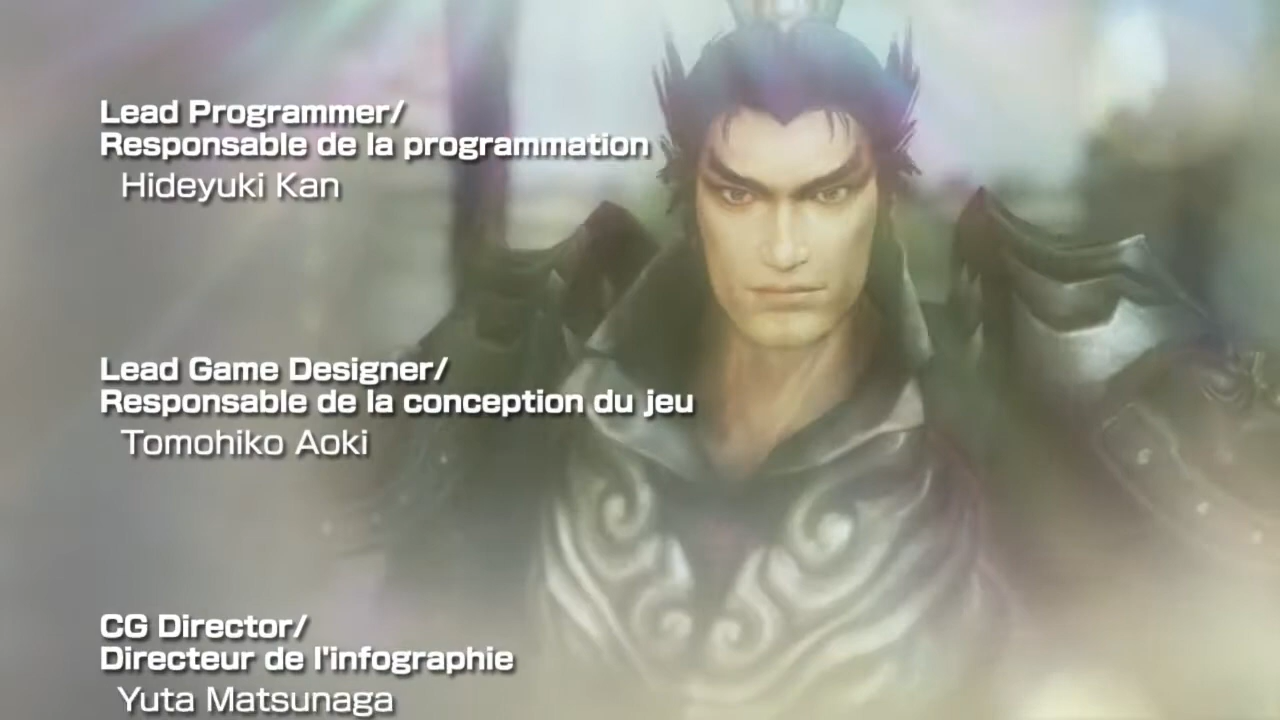 Lead Programmer/
Responsable de la programmation
Hideyuki Kan
Lead Game Designer/
Responsable de la conception du jeu
Tomohiko Aoki
CG Director/
Directeur de l'infographie
Yuta Matsunaga